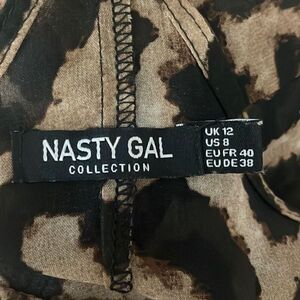 NASTY GAL
COLLECTION
UK 12
US 8
EU FR 40
EU DE 38